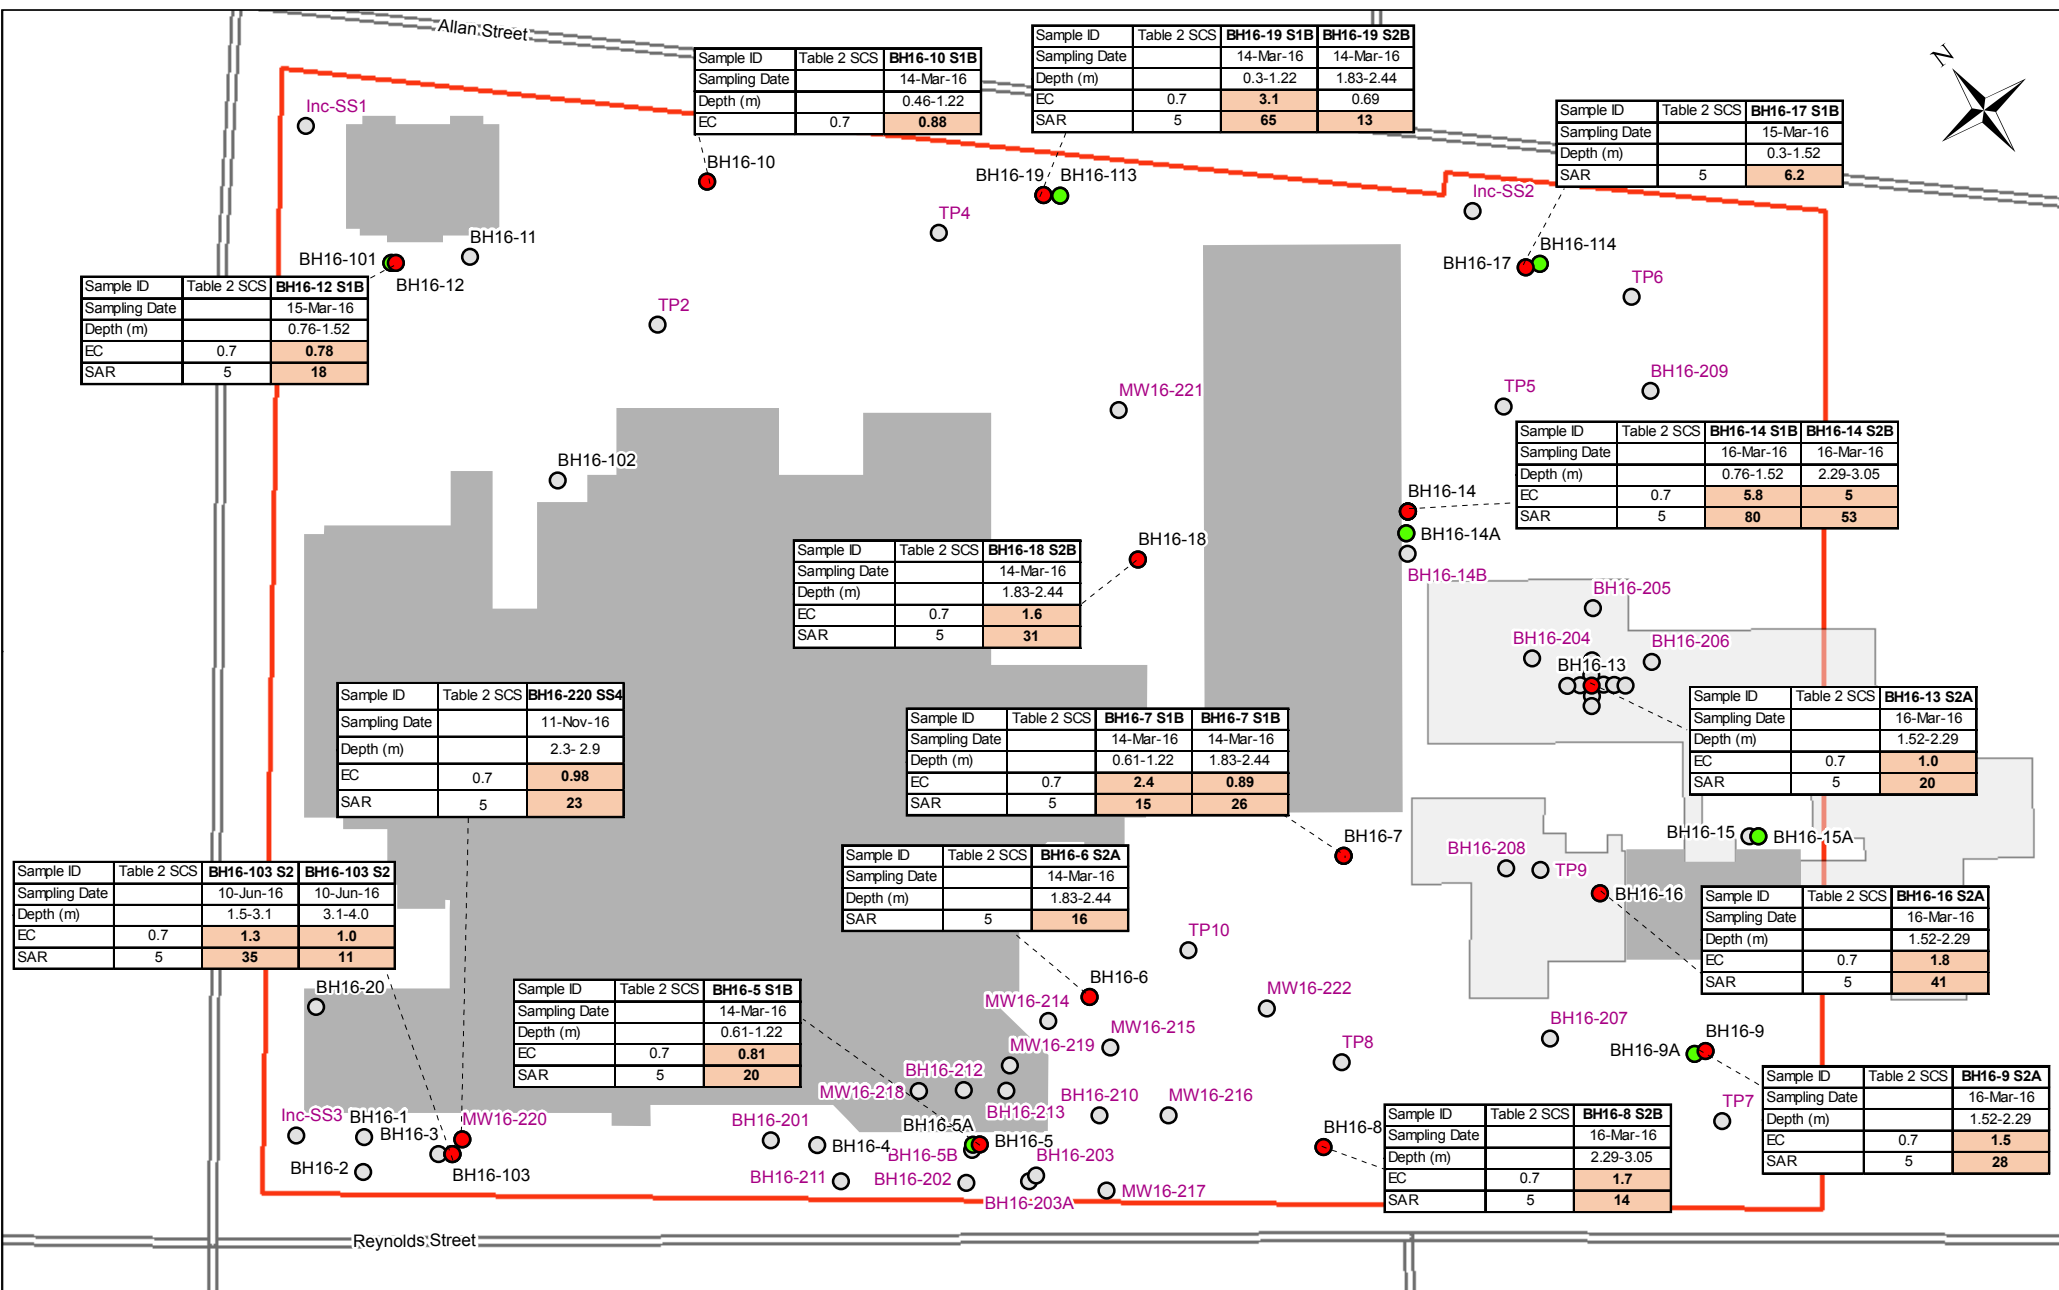 Allan Street
N
Sample ID Table 2 SCS BH16-10 S1B
Sampling Date 14-Mar-16
Depth (m) 0.46-1.22
EC 0.7 0.88
Sample ID Table 2 SCS BH16-19 S1B BH16-19 S2B
Sampling Date 14-Mar-16 14-Mar-16
Depth (m) 0.3-1.22 1.83-2.44
EC 0.7 3.1 0.69
SAR 5 65 13
Sample ID Table 2 SCS BH16-17 S1B
Sampling Date 15-Mar-16
Depth (m) 0.3-1.52
SAR 5 6.2
Inc-SS1
BH16-10
BH16-19
BH16-113
Inc-SS2
TP4
BH16-11
BH16-101
BH16-12
BH16-114
BH16-17
TP6
Sample ID Table 2 SCS BH16-12 S1B
Sampling Date 15-Mar-16
Depth (m) 0.76-1.52
EC 0.7 0.78
SAR 5 18
TP2
MW16-221
TP5
BH16-209
Sample ID Table 2 SCS BH16-14 S1B BH16-14 S2B
Sampling Date 16-Mar-16 16-Mar-16
Depth (m) 0.76-1.52 2.29-3.05
EC 0.7 5.8 5
SAR 5 80 53
BH16-102
BH16-14
BH16-14A
BH16-14B
BH16-18
Sample ID Table 2 SCS BH16-18 S2B
Sampling Date 14-Mar-16
Depth (m) 1.83-2.44
EC 0.7 1.6
SAR 5 31
BH16-205
BH16-204
BH16-206
BH16-13
Sample ID Table 2 SCS BH16-220 SS4
Sampling Date 11-Nov-16
Depth (m) 2.3- 2.9
EC 0.7 0.98
SAR 5 23
Sample ID Table 2 SCS BH16-7 S1B BH16-7 S1B
Sampling Date 14-Mar-16 14-Mar-16
Depth (m) 0.61-1.22 1.83-2.44
EC 0.7 2.4 0.89
SAR 5 15 26
Sample ID Table 2 SCS BH16-13 S2A
Sampling Date 16-Mar-16
Depth (m) 1.52-2.29
EC 0.7 1.0
SAR 5 20
BH16-7
BH16-15
BH16-15A
BH16-208
TP9
BH16-16
Sample ID Table 2 SCS BH16-103 S2 BH16-103 S2
Sampling Date 10-Jun-16 10-Jun-16
Depth (m) 1.5-3.1 3.1-4.0
EC 0.7 1.3 1.0
SAR 5 35 11
Sample ID Table 2 SCS BH16-6 S2A
Sampling Date 14-Mar-16
Depth (m) 1.83-2.44
SAR 5 16
Sample ID Table 2 SCS BH16-16 S2A
Sampling Date 16-Mar-16
Depth (m) 1.52-2.29
EC 0.7 1.8
SAR 5 41
TP10
BH16-6
BH16-20
MW16-214
MW16-222
Sample ID Table 2 SCS BH16-5 S1B
Sampling Date 14-Mar-16
Depth (m) 0.61-1.22
EC 0.7 0.81
SAR 5 20
MW16-215
MW16-219
TP8
BH16-207
BH16-9
BH16-9A
BH16-212
MW16-218
BH16-213
BH16-210
MW16-216
Sample ID Table 2 SCS BH16-9 S2A
Sampling Date 16-Mar-16
Depth (m) 1.52-2.29
EC 0.7 1.5
SAR 5 28
TP7
Inc-SS3
BH16-1
BH16-3
MW16-220
BH16-201
BH16-5A
BH16-4
BH16-5
BH16-5B
BH16-203
BH16-8
Sample ID Table 2 SCS BH16-8 S2B
Sampling Date 16-Mar-16
Depth (m) 2.29-3.05
EC 0.7 1.7
SAR 5 14
BH16-2
BH16-103
BH16-211
BH16-202
BH16-203A
MW16-217
Reynolds Street